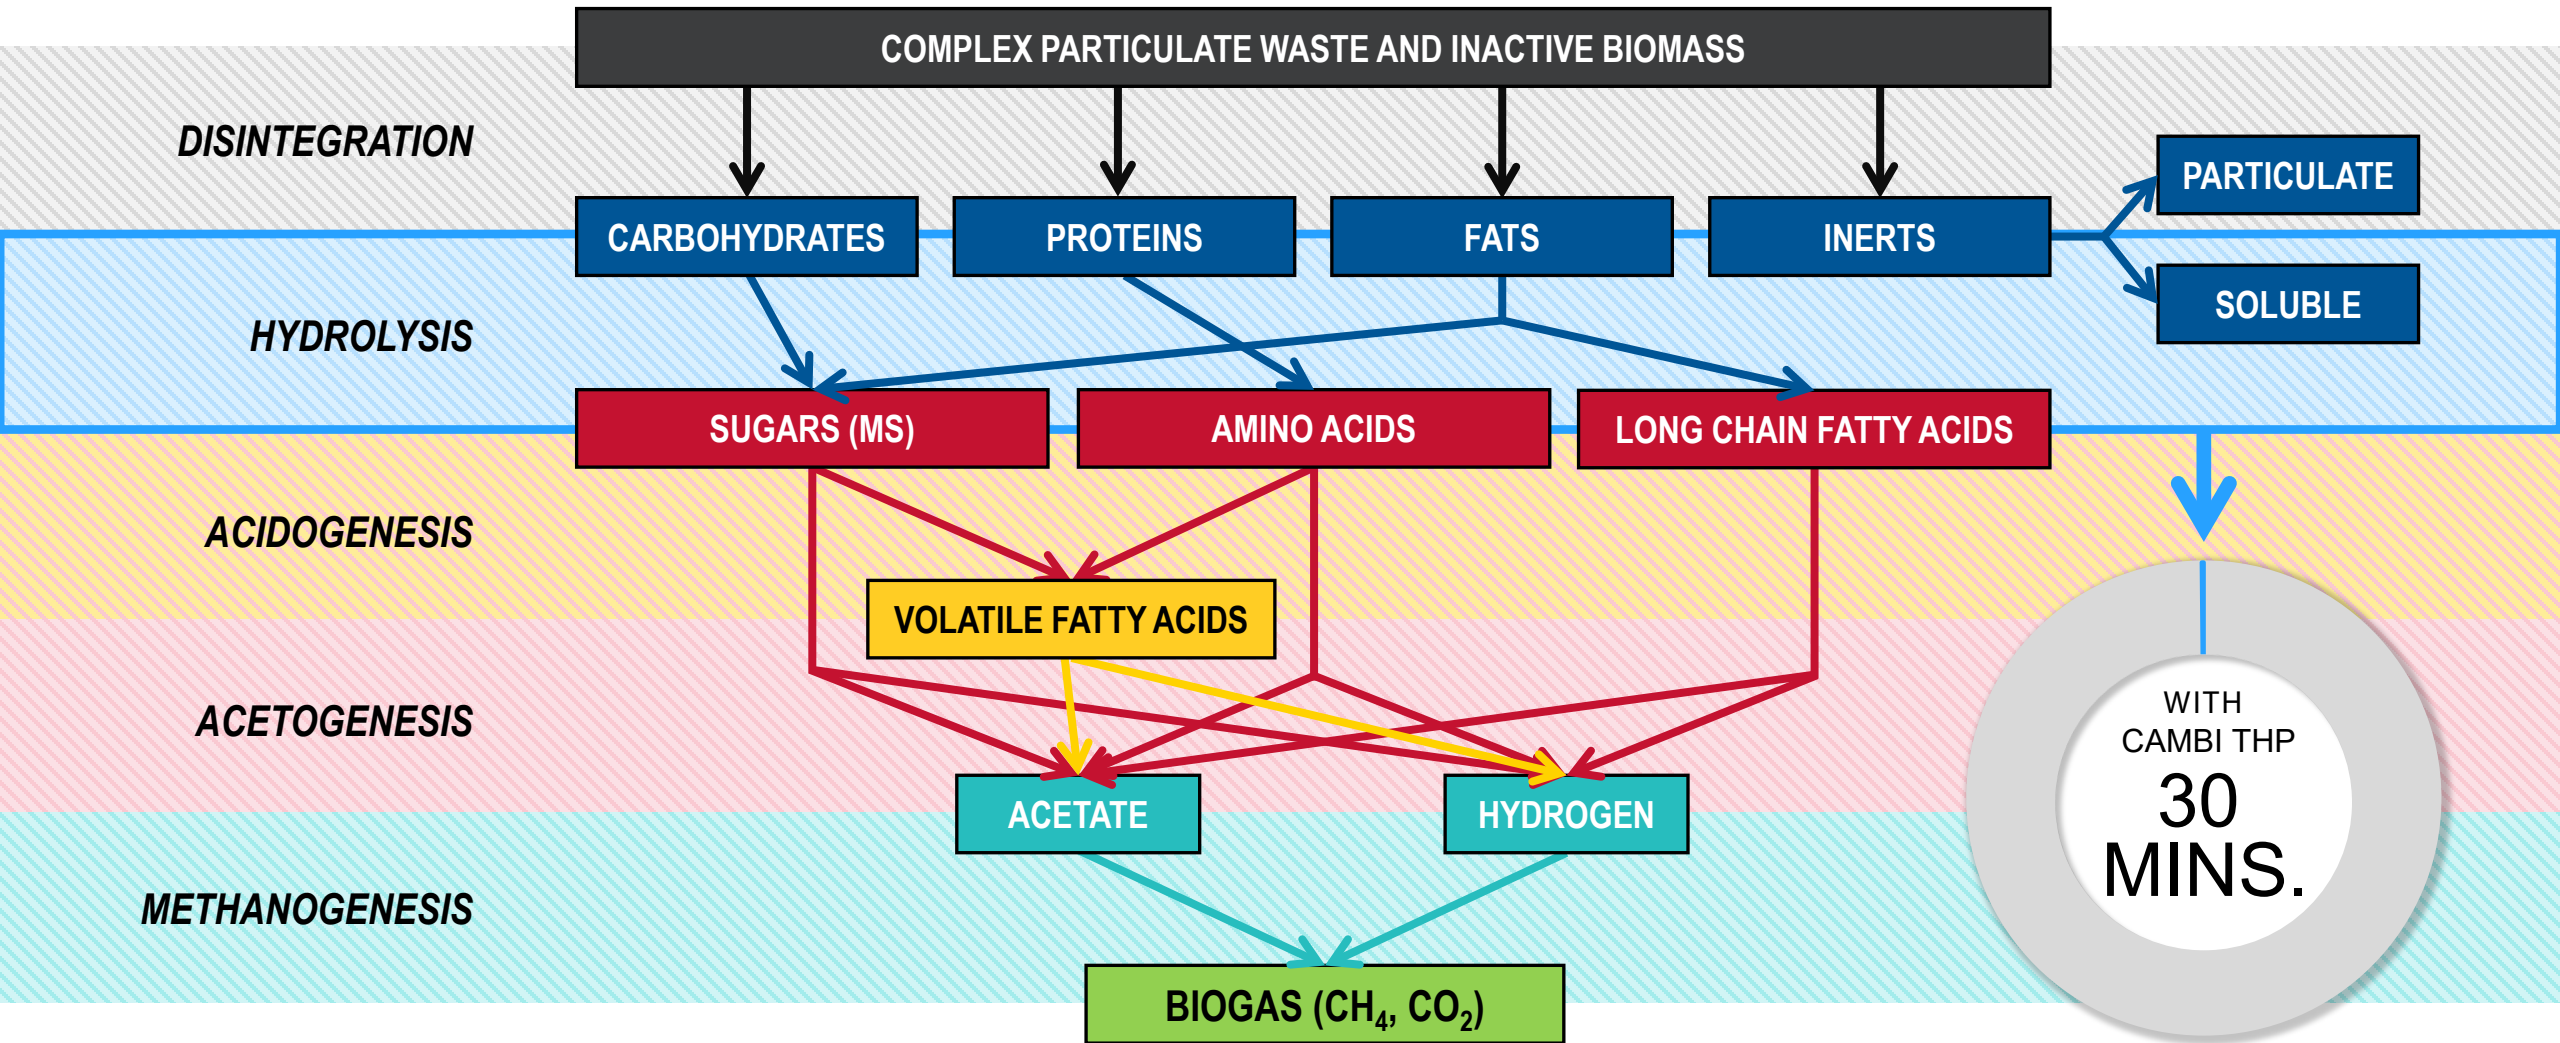 COMPLEX PARTICULATE WASTE AND INACTIVE BIOMASS
DISINTEGRATION
PARTICULATE
CARBOHYDRATES
PROTEINS
FATS
INERTS
SOLUBLE
HYDROLYSIS
SUGARS (MS)
AMINO ACIDS
LONG CHAIN FATTY ACIDS
ACIDOGENESIS
VOLATILE FATTY ACIDS
ACETOGENESIS
WITH
CAMBI THP
30
MINS.
ACETATE
HYDROGEN
METHANOGENESIS
BIOGAS (CH₄, CO₂)